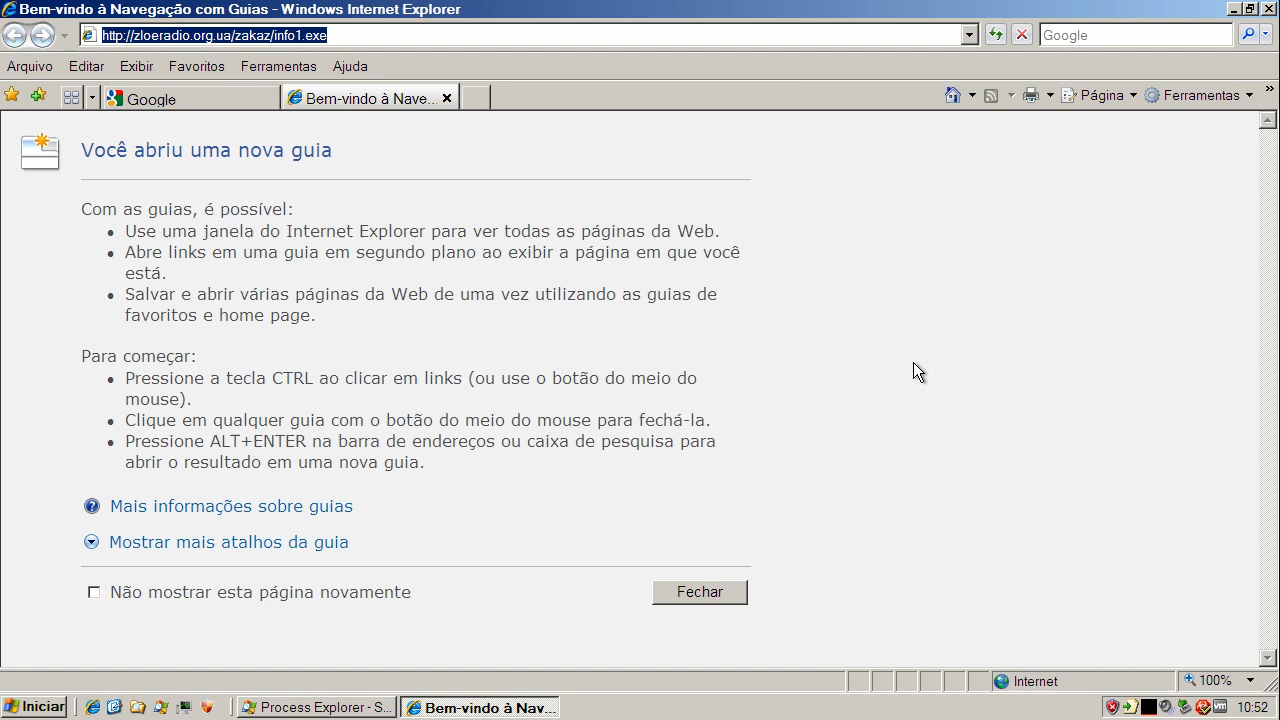 Bem-vindo à Navegação com Guias - Windows Internet Explorer
http://zloeradio.org.ua/zakaz/info1.exe
Google
Arquivo Editar Exibir Favoritos Ferramentas Ajuda
Google
Bem-vindo à Nave...
Página
Ferramentas
Você abriu uma nova guia
Com as guias, é possível:
Use uma janela do Internet Explorer para ver todas as páginas da Web.
Abre links em uma guia em segundo plano ao exibir a página em que você
está.
Salvar e abrir várias páginas da Web de uma vez utilizando as guias de
favoritos e home page.
Para começar:
Pressione a tecla CTRL ao clicar em links (ou use o botão do meio do
mouse).
Clique em qualquer guia com o botão do meio do mouse para fechá-la.
Pressione ALT+ENTER na barra de endereços ou caixa de pesquisa para
abrir o resultado em uma nova guia.
Mais informações sobre guias
Mostrar mais atalhos da guia
Não mostrar esta página novamente
Fechar
Internet
100%
Iniciar
Process Explorer - S...
Bem-vindo à Nav...
10:52